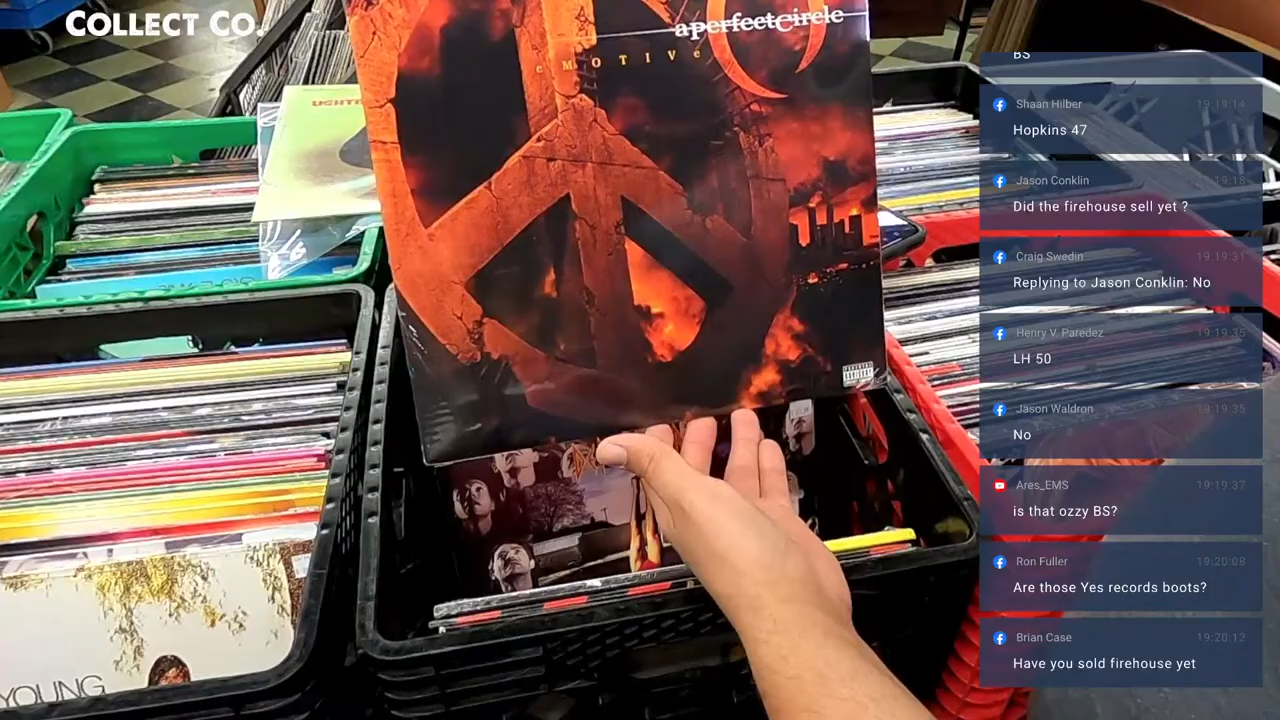 COLLECT CO.
aperfectCircle
eMOTIVe
YOUNG
BS
Shaan Hilber 19:19:14
Hopkins 47
Jason Conklin 19:19:18
Did the firehouse sell yet ?
Craig Swedin 19:19:31
Replying to Jason Conklin: No
Henry V. Paredez 19:19:35
LH 50
Jason Waldron 19:19:35
No
Ares_EMS 19:19:37
is that ozzy BS?
Ron Fuller 19:20:08
Are those Yes records boots?
Brian Case 19:20:12
Have you sold firehouse yet